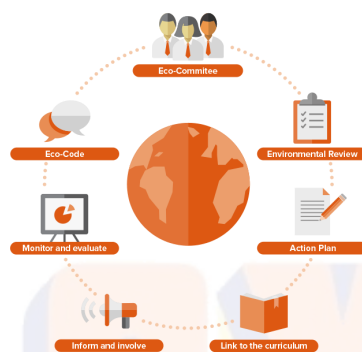 Eco-Commitee
Eco-Code
Environmental Review
Monitor and evaluate
Action Plan
Inform and involve
Link to the curriculum